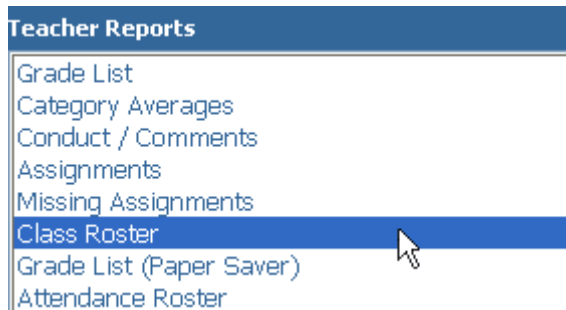 Teacher Reports
Grade List
Category Averages
Conduct / Comments
Assignments
Missing Assignments
Class Roster
Grade List (Paper Saver)
Attendance Roster